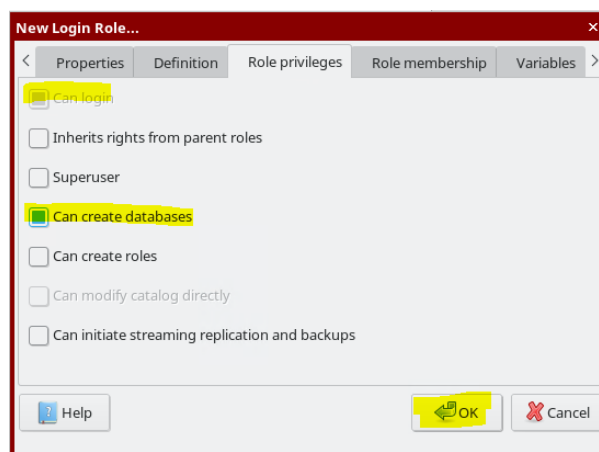 New Login Role...
Properties Definition Role privileges Role membership Variables
Can login
Inherits rights from parent roles
Superuser
Can create databases
Can create roles
Can modify catalog directly
Can initiate streaming replication and backups
Help OK Cancel